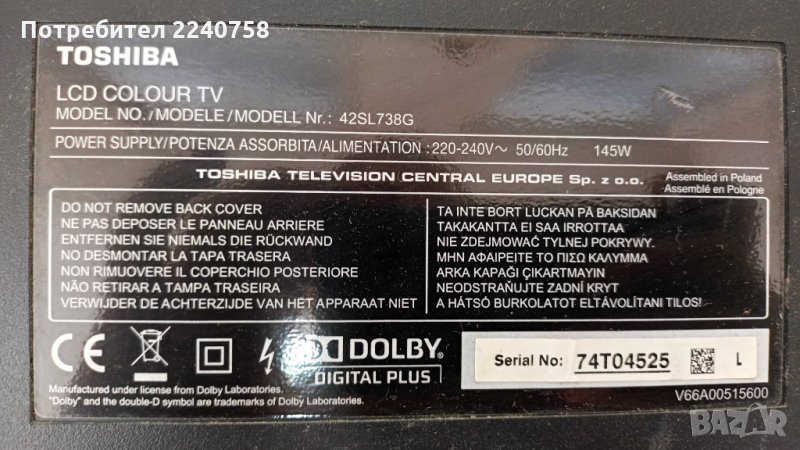 Потребител 2240758
TOSHIBA
LCD COLOUR TV
MODEL NO./MODELE/MODELL Nr.: 42SL738G
POWER SUPPLY/POTENZA ASSORBITA/ALIMENTATION : 220-240V～ 50/60Hz 145W
TOSHIBA TELEVISION CENTRAL EUROPE Sp. z o.o.
Assembled in Poland
Assemblé en Pologne
DO NOT REMOVE BACK COVER
NE PAS DEPOSER LE PANNEAU ARRIERE
ENTFERNEN SIE NIEMALS DIE RÜCKWAND
NO DESMONTAR LA TAPA TRASERA
NON RIMUOVERE IL COPERCHIO POSTERIORE
NÃO RETIRAR A TAMPA TRASEIRA
VERWIJDER DE ACHTERZIJDE VAN HET APPARAAT NIET
TA INTE BORT LUCKAN PÅ BAKSIDAN
TAKAKANTTA EI SAA IRROTTAA
NIE ZDEJMOWAĆ TYLNEJ POKRYWY.
ΜΗΝ ΑΦΑΙΡΕΙΤΕ ΤΟ ΠΙΣΩ ΚΑΛΥΜΜΑ
ARKA KAPAĞI ÇIKARTMAYIN
NEODSTRAŇUJTE ZADNÍ KRYT
A HÁTSÓ BURKOLATOT ELTÁVOLÍTANI TILOS!
CE
DOLBY
DIGITAL PLUS
Manufactured under license from Dolby Laboratories.
"Dolby" and the double-D symbol are trademarks of Dolby Laboratories.
Serial No: 74T04525 L
V66A00515600
BAZAR